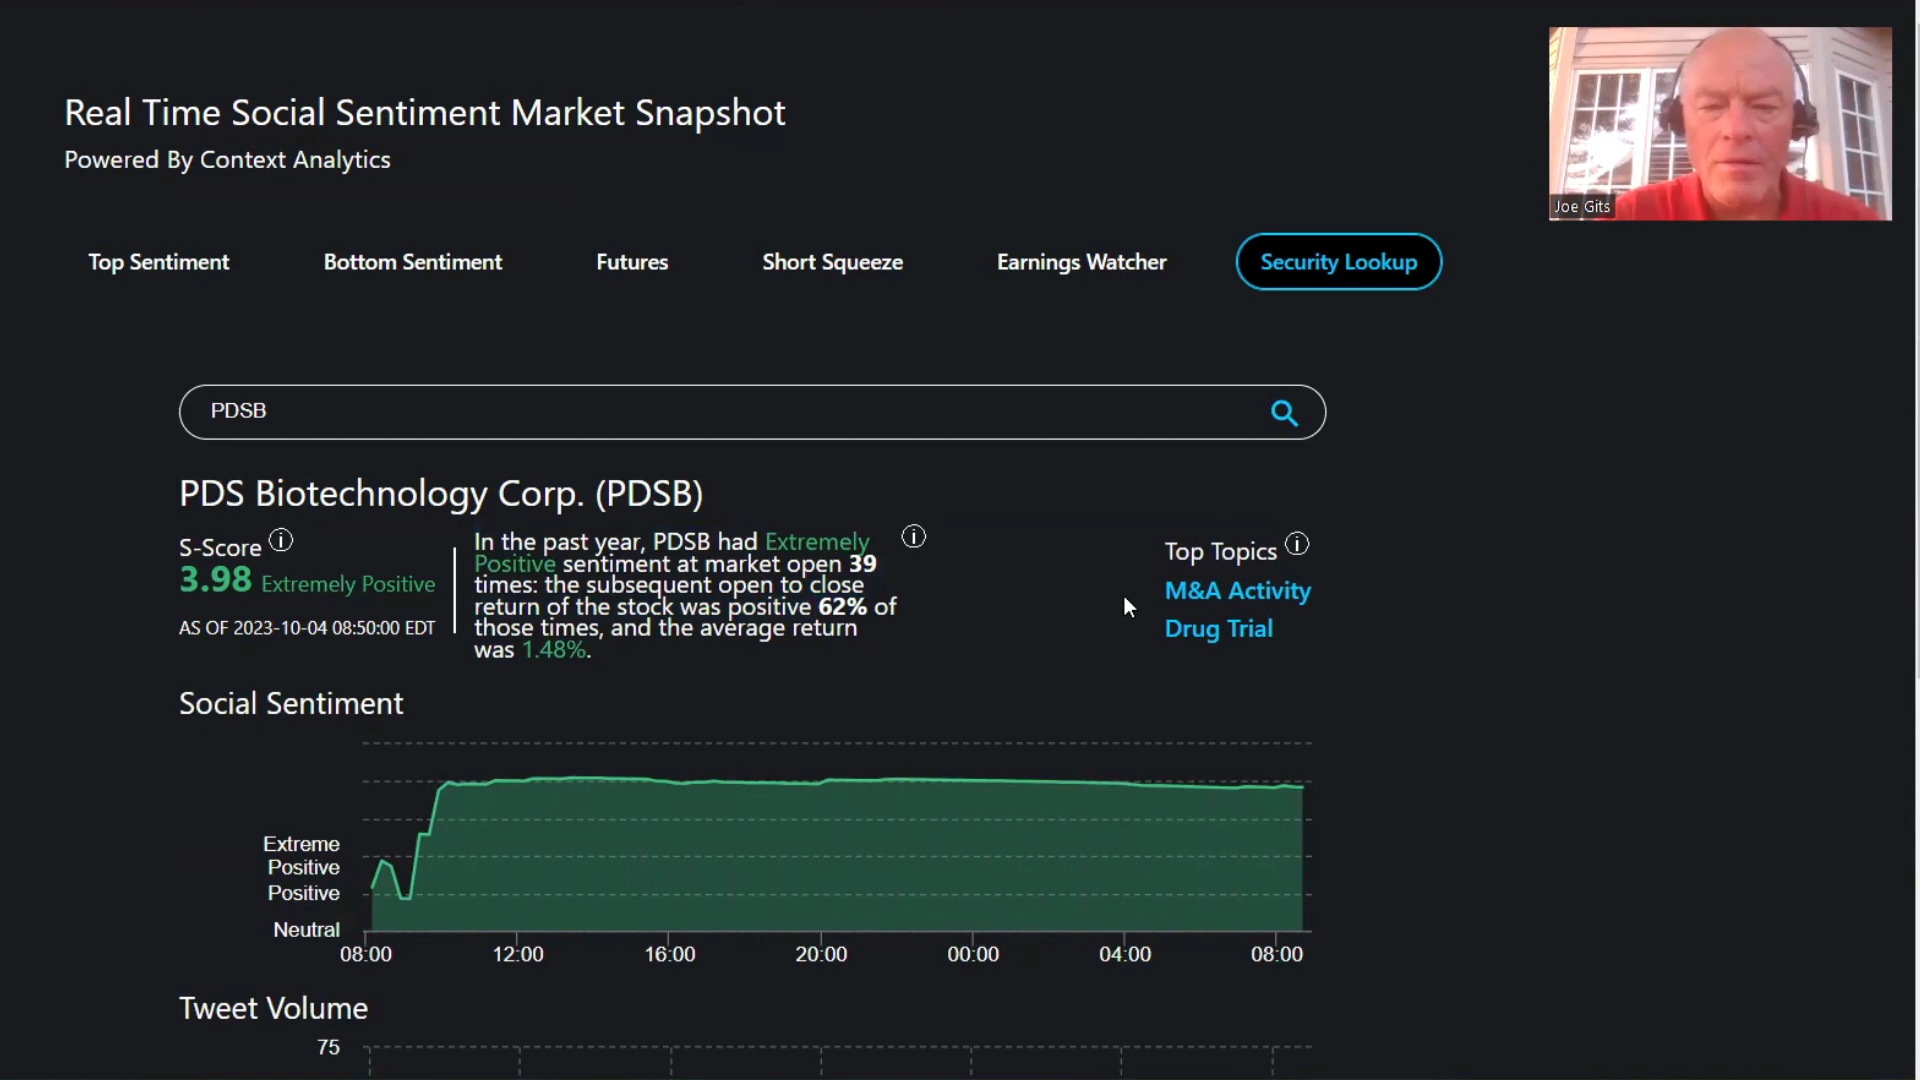 Real Time Social Sentiment Market Snapshot
Powered By Context Analytics
Joe Gits
Top Sentiment
Bottom Sentiment
Futures
Short Squeeze
Earnings Watcher
Security Lookup
PDSB
PDS Biotechnology Corp. (PDSB)
S-Score
3.98 Extremely Positive
AS OF 2023-10-04 08:50:00 EDT
In the past year, PDSB had Extremely
Positive sentiment at market open 39
times: the subsequent open to close
return of the stock was positive 62% of
those times, and the average return
was 1.48%.
Top Topics
M&A Activity
Drug Trial
Social Sentiment
Extreme
Positive
Positive
Neutral
08:00
12:00
16:00
20:00
00:00
04:00
08:00
Tweet Volume
75